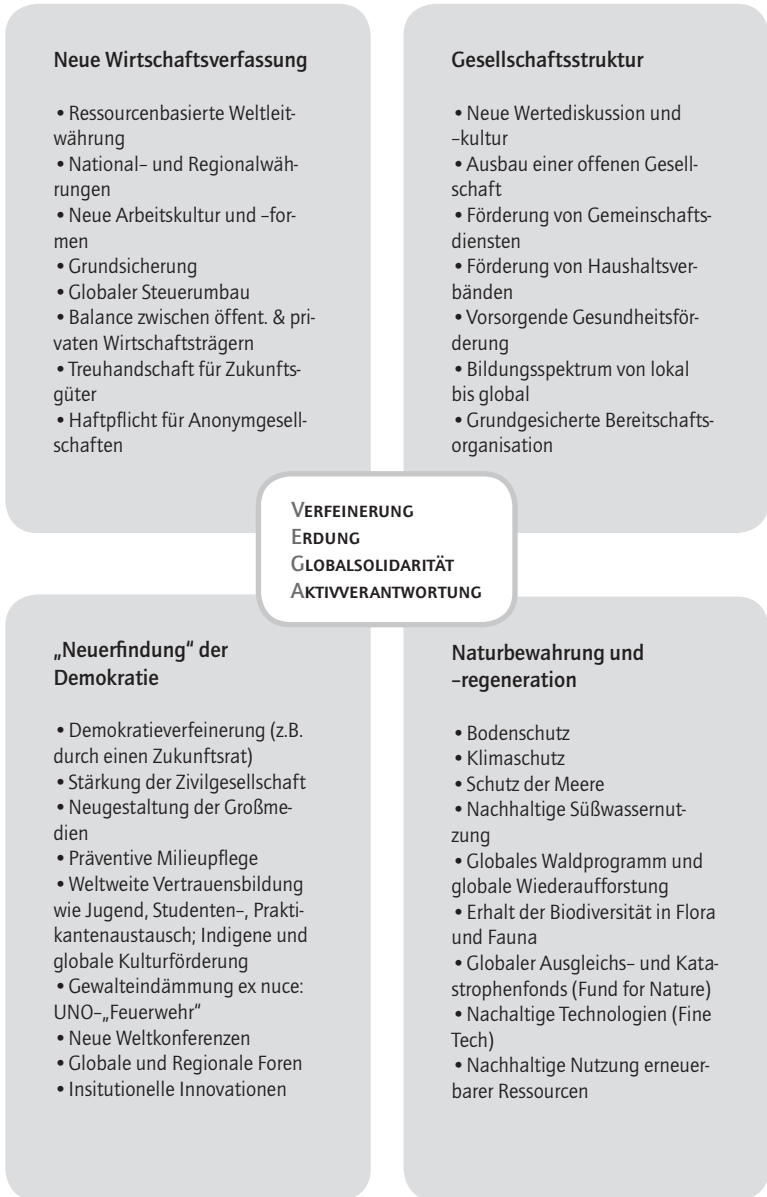 Neue Wirtschaftsverfassung
• Ressourcenbasierte Weltleit-
währung
• National- und Regionalwäh-
rungen
• Neue Arbeitskultur und -for-
men
• Grundsicherung
• Globaler Steuerumbau
• Balance zwischen öffent. & pri-
vaten Wirtschaftsträgern
• Treuhandschaft für Zukunfts-
güter
• Haftpflicht für Anonymgesell-
schaften
Gesellschaftsstruktur
• Neue Wertediskussion und
-kultur
• Ausbau einer offenen Gesell-
schaft
• Förderung von Gemeinschafts-
diensten
• Förderung von Haushaltsver-
bänden
• Vorsorgende Gesundheitsför-
derung
• Bildungsspektrum von lokal
bis global
• Grundgesicherte Bereitschafts-
organisation
VERFEINERUNG
ERDUNG
GLOBALSOLIDARITÄT
AKTIVVERANTWORTUNG
„Neuerfindung“ der
Demokratie
• Demokratieverfeinerung (z.B.
durch einen Zukunftsrat)
• Stärkung der Zivilgesellschaft
• Neugestaltung der Großme-
dien
• Präventive Milieupflege
• Weltweite Vertrauensbildung
wie Jugend, Studenten-, Prakti-
kantenaustausch; Indigene und
globale Kulturförderung
• Gewalteindämmung ex nuce:
UNO-„Feuerwehr“
• Neue Weltkonferenzen
• Globale und Regionale Foren
• Insitutionelle Innovationen
Naturbewahrung und
-regeneration
• Bodenschutz
• Klimaschutz
• Schutz der Meere
• Nachhaltige Süßwassernut-
zung
• Globales Waldprogramm und
globale Wiederaufforstung
• Erhalt der Biodiversität in Flora
und Fauna
• Globaler Ausgleichs- und Kata-
strophenfonds (Fund for Nature)
• Nachaltige Technologien (Fine
Tech)
• Nachhaltige Nutzung erneuer-
barer Ressourcen